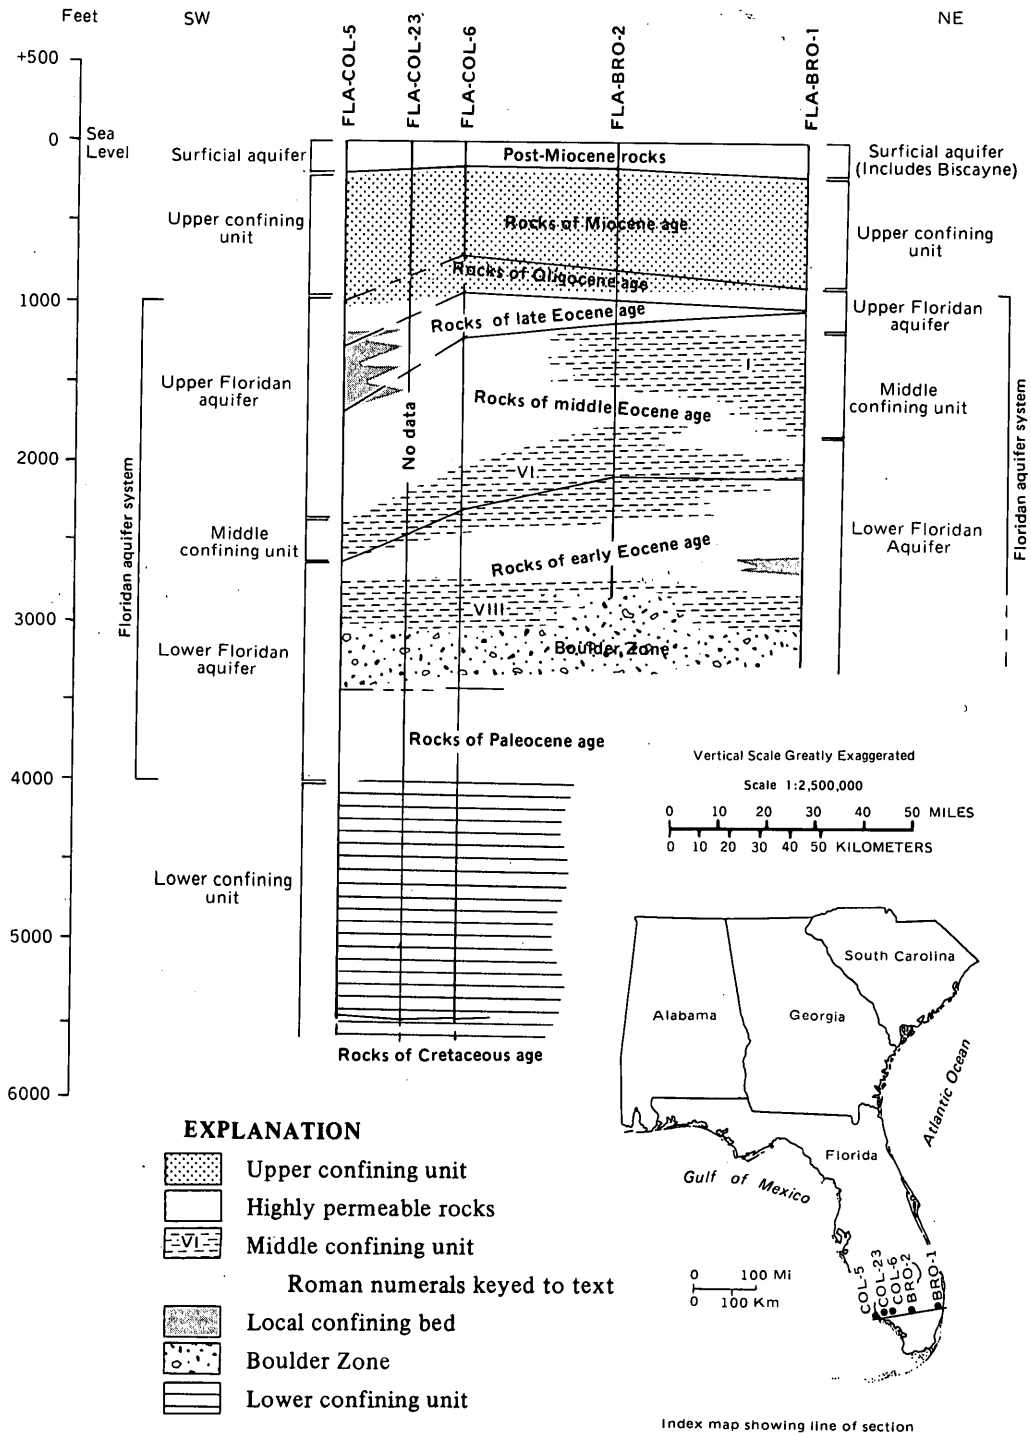 Feet
SW
NE
FLA-COL-5
FLA-COL-23
FLA-COL-6
FLA-BRO-2
FLA-BRO-1
+500
0
Sea
Level
1000
2000
3000
4000
5000
6000
Surficial aquifer
Upper confining
unit
Upper Floridan
aquifer
Middle
confining unit
Lower Floridan
aquifer
Lower confining
unit
Floridan aquifer system
Post-Miocene rocks
Rocks of Miocene age
Rocks of Oligocene age
Rocks of late Eocene age
I
Rocks of middle Eocene age
No data
VI
Rocks of early Eocene age
VIII
Boulder Zone
Rocks of Paleocene age
Rocks of Cretaceous age
Surficial aquifer
(Includes Biscayne)
Upper confining
unit
Upper Floridan
aquifer
Middle
confining unit
Lower Floridan
Aquifer
Floridan aquifer system
Vertical Scale Greatly Exaggerated
Scale 1:2,500,000
0 10 20 30 40 50 MILES
0 10 20 30 40 50 KILOMETERS
EXPLANATION
Upper confining unit
Highly permeable rocks
VI
Middle confining unit
Roman numerals keyed to text
Local confining bed
Boulder Zone
Lower confining unit
South Carolina
Alabama
Georgia
Atlantic Ocean
Florida
Gulf of Mexico
COL-5
COL-23
COL-6
BRO-2
BRO-1
0 100 Mi
0 100 Km
Index map showing line of section